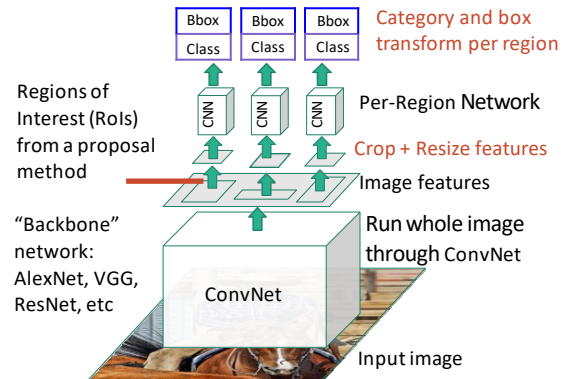 Bbox
Bbox
Bbox
Class
Class
Class
Category and box
transform per region
Regions of
Interest (RoIs)
from a proposal
method
CNN
CNN
CNN
Per-Region Network
Crop + Resize features
Image features
“Backbone”
network:
AlexNet, VGG,
ResNet, etc
Run whole image
through ConvNet
ConvNet
Input image